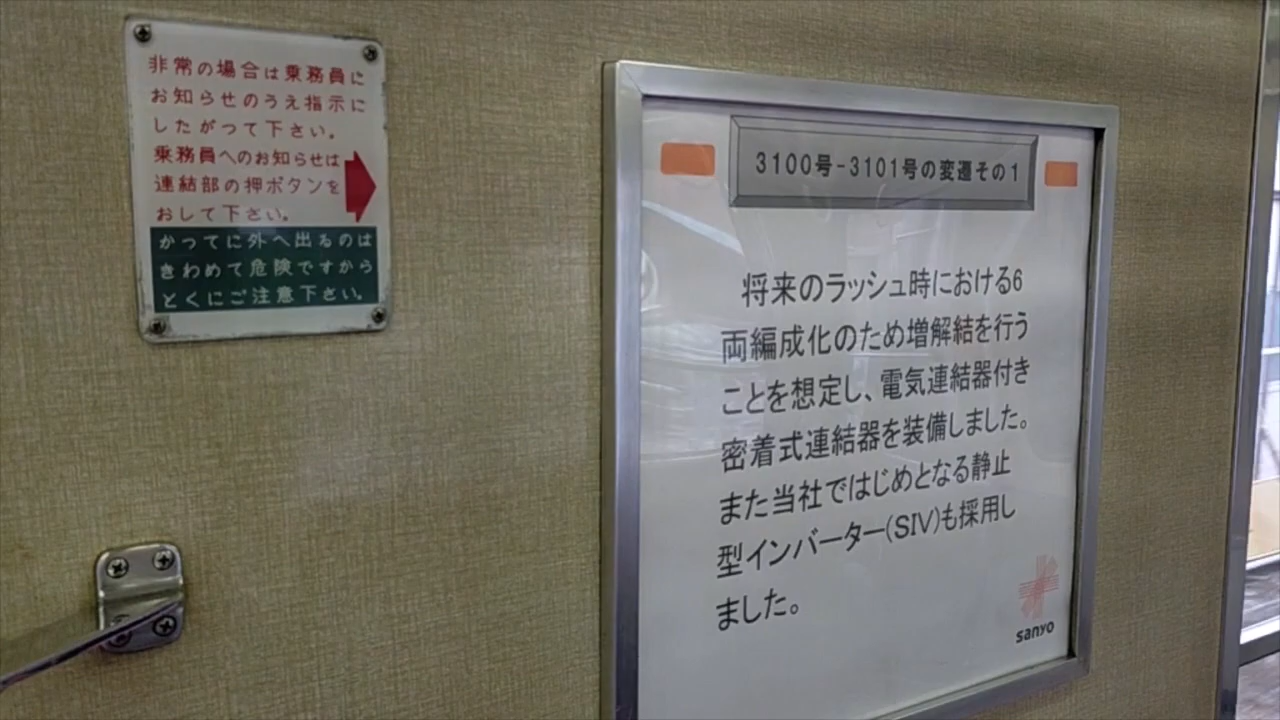 非常の場合は乗務員に
お知らせのうえ指示に
したがつて下さい。
乗務員へのお知らせは
連結部の押ボタンを
おして下さい。
かってに外へ出るのは
きわめて危険ですから
とくにご注意下さい。
3100号-3101号の変遷その1
将来のラッシュ時における6
両編成化のため増解結を行う
ことを想定し、電気連結器付き
密着式連結器を装備しました。
また当社ではじめとなる静止
型インバーター(SIV)も採用し
ました。
sanyo